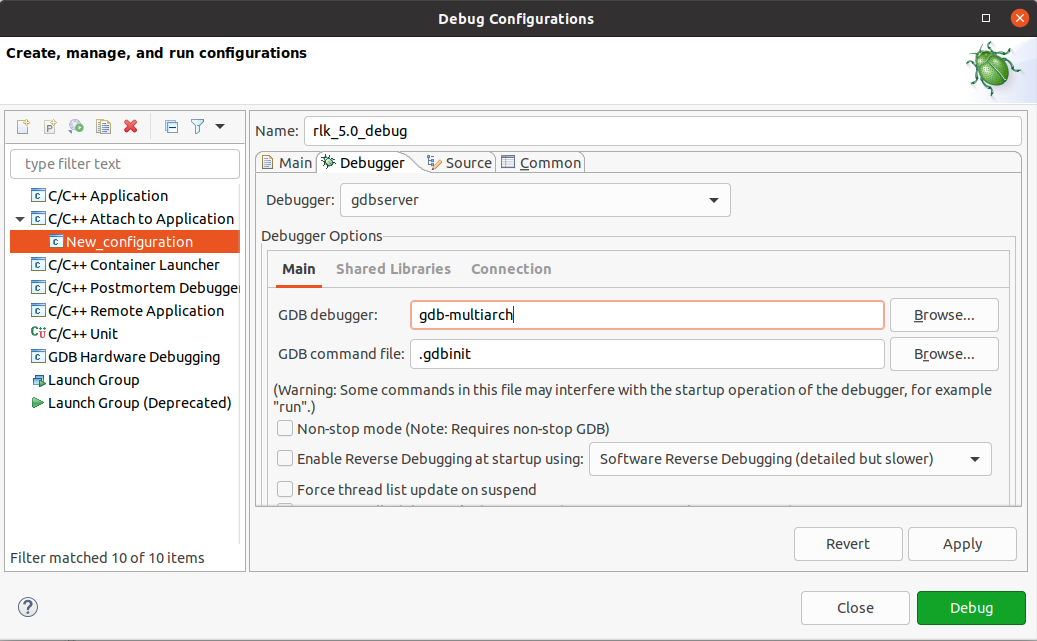 Debug Configurations
Create, manage, and run configurations
type filter text
C/C++ Application
C/C++ Attach to Application
New_configuration
C/C++ Container Launcher
C/C++ Postmortem Debugger
C/C++ Remote Application
C/C++ Unit
GDB Hardware Debugging
Launch Group
Launch Group (Deprecated)
Filter matched 10 of 10 items
Name: rlk_5.0_debug
Main Debugger Source Common
Debugger: gdbserver
Debugger Options
Main Shared Libraries Connection
GDB debugger: gdb-multiarch Browse...
GDB command file: .gdbinit Browse...
(Warning: Some commands in this file may interfere with the startup operation of the debugger, for example
"run".)
Non-stop mode (Note: Requires non-stop GDB)
Enable Reverse Debugging at startup using: Software Reverse Debugging (detailed but slower)
Force thread list update on suspend
Revert Apply
? Close Debug